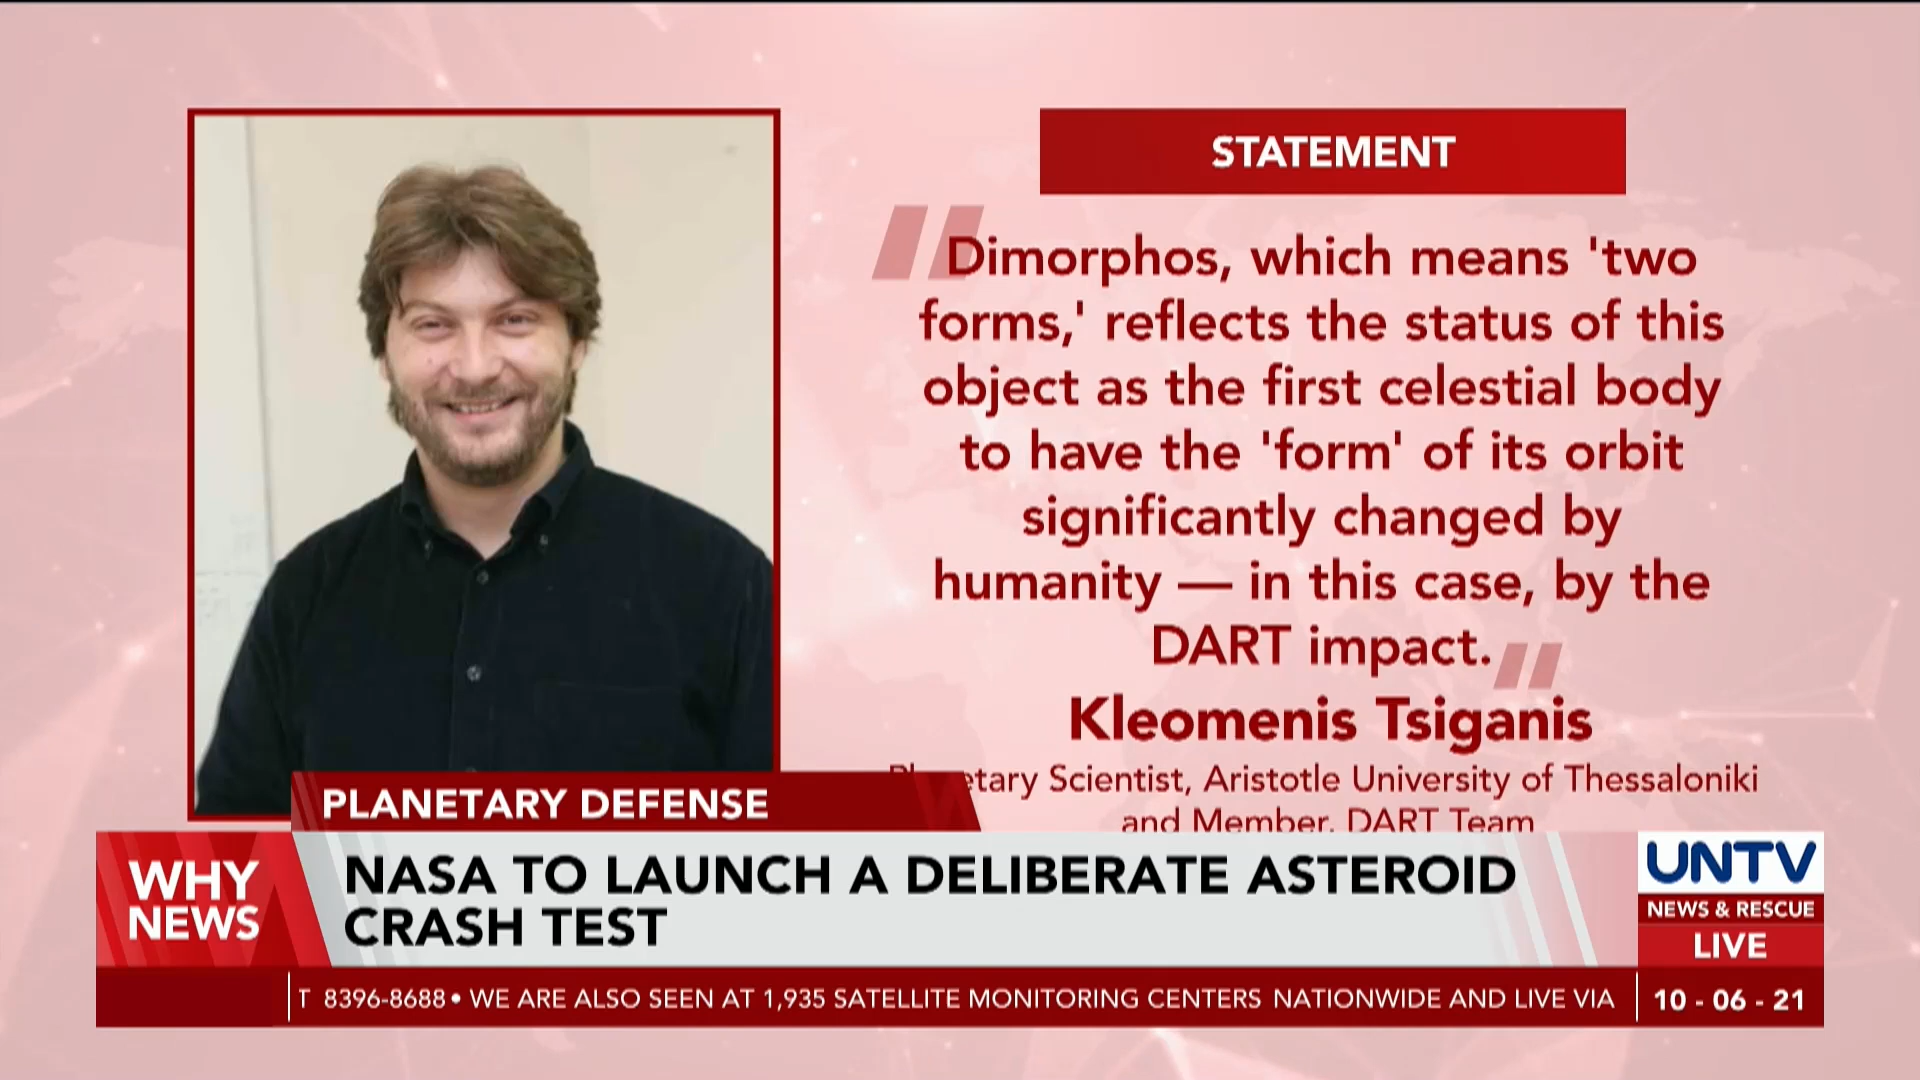 STATEMENT
"Dimorphos, which means 'two
forms,' reflects the status of this
object as the first celestial body
to have the 'form' of its orbit
significantly changed by
humanity — in this case, by the
DART impact."
Kleomenis Tsiganis
Planetary Scientist, Aristotle University of Thessaloniki
and Member, DART Team
PLANETARY DEFENSE
WHY
NEWS
NASA TO LAUNCH A DELIBERATE ASTEROID
CRASH TEST
UNTV
NEWS & RESCUE
LIVE
T 8396-8688 • WE ARE ALSO SEEN AT 1,935 SATELLITE MONITORING CENTERS NATIONWIDE AND LIVE VIA
10 - 06 - 21